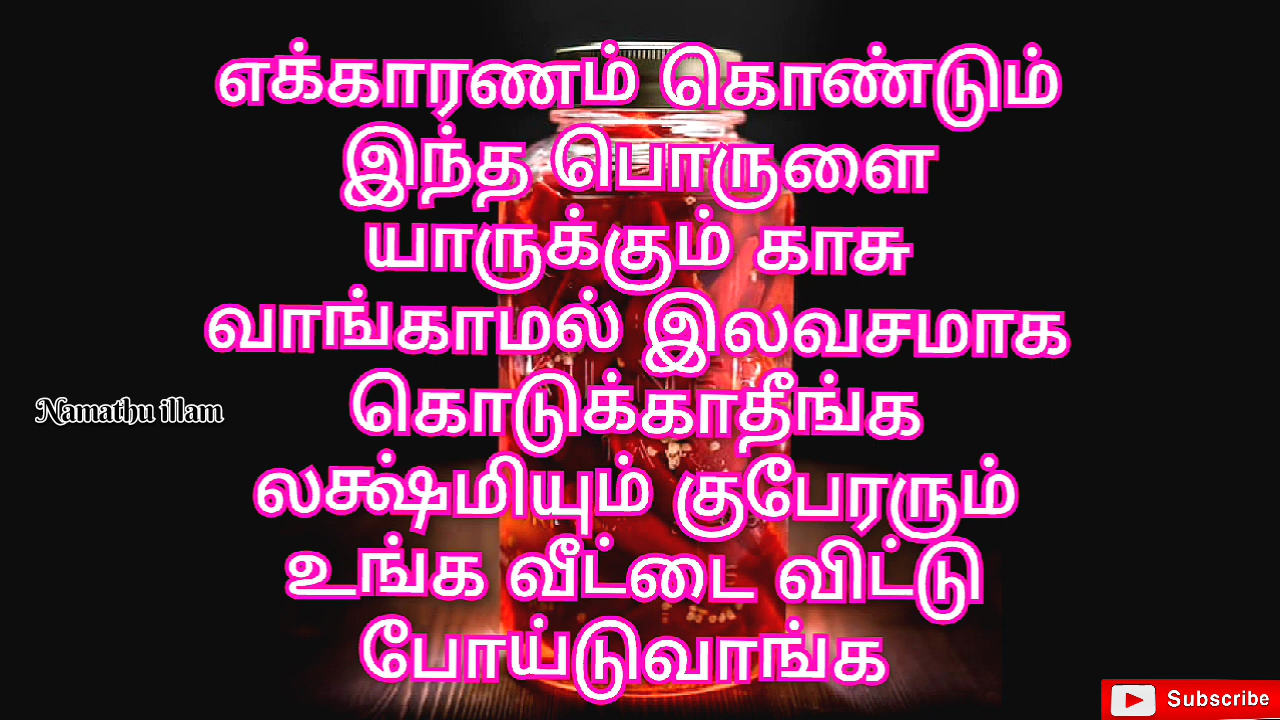 எக்காரணம் கொண்டும்
இந்த பொருளை
யாருக்கும் காசு
வாங்காமல் இலவசமாக
கொடுக்காதீங்க
லக்ஷ்மியும் குபேரரும்
உங்க வீட்டை விட்டு
போய்டுவாங்க
Namathu illam
Subscribe